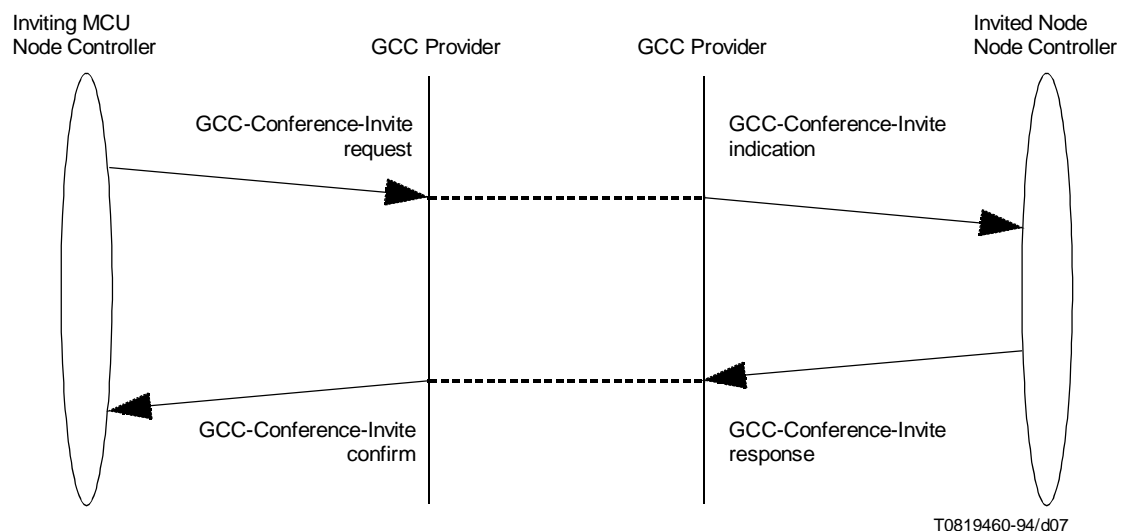 Inviting MCU
Node Controller
GCC Provider
GCC Provider
Invited Node
Node Controller
GCC-Conference-Invite
request
GCC-Conference-Invite
indication
GCC-Conference-Invite
confirm
GCC-Conference-Invite
response
T0819460-94/d07